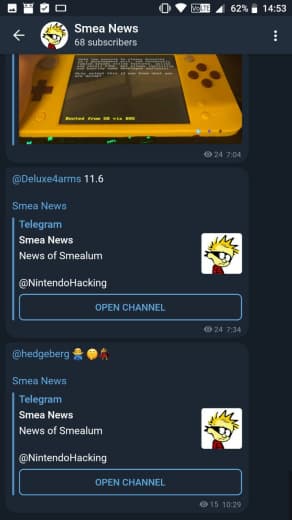 62% 14:53
Smea News
68 subscribers
Booted from B9 via B9S
24 7:04
@Deluxe4arms 11.6
Smea News
Telegram
Smea News
News of Smealum
@NintendoHacking
OPEN CHANNEL
24 7:34
@hedgeberg
Smea News
Telegram
Smea News
News of Smealum
@NintendoHacking
OPEN CHANNEL
15 10:29